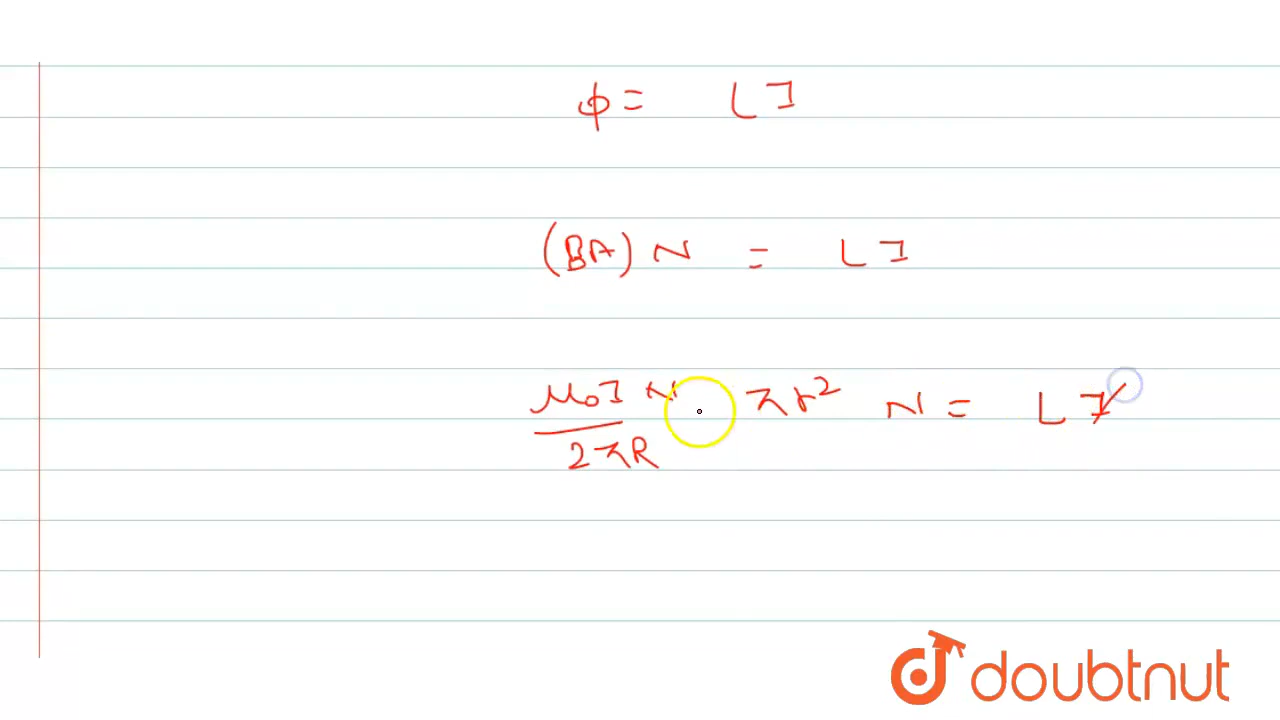 ϕ = LI
(BA) N = LI
μ₀I N / 2πR πr² N = LI
doubtnut